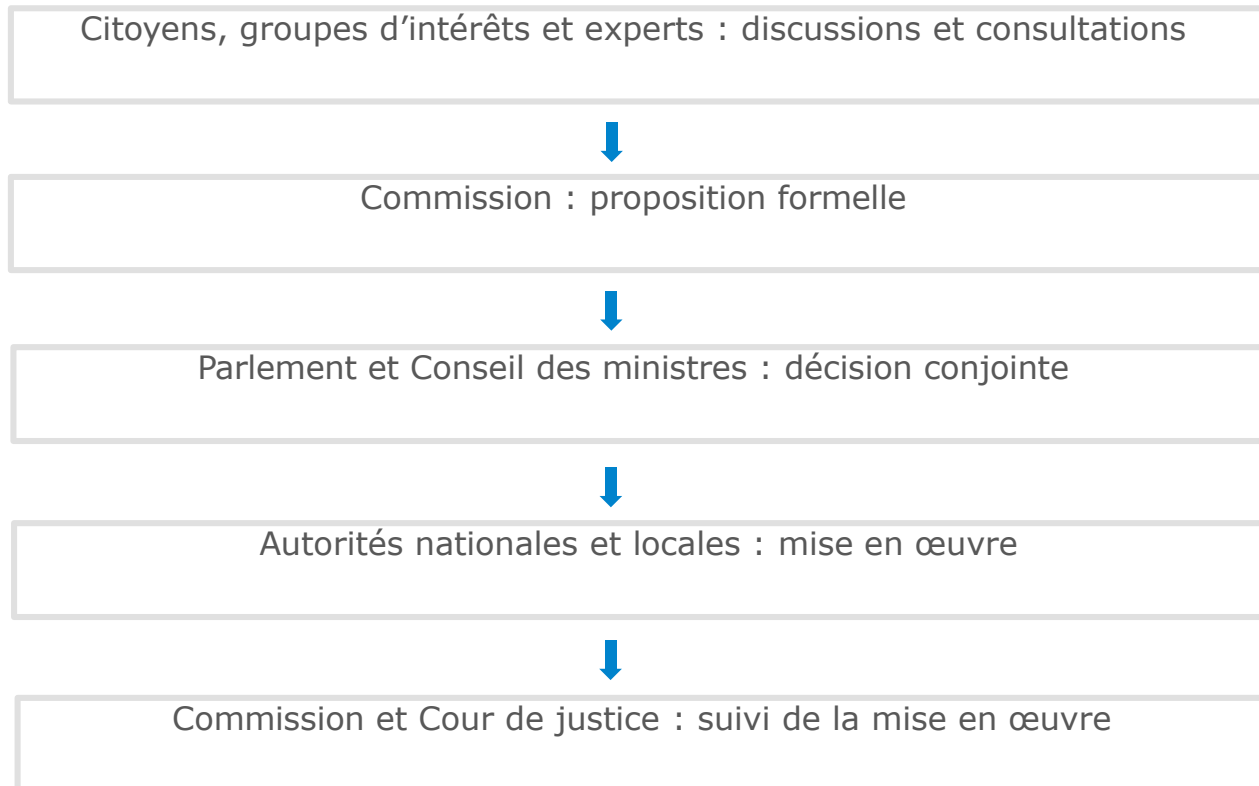 Citoyens, groupes d’intérêts et experts : discussions et consultations
Commission : proposition formelle
Parlement et Conseil des ministres : décision conjointe
Autorités nationales et locales : mise en œuvre
Commission et Cour de justice : suivi de la mise en œuvre